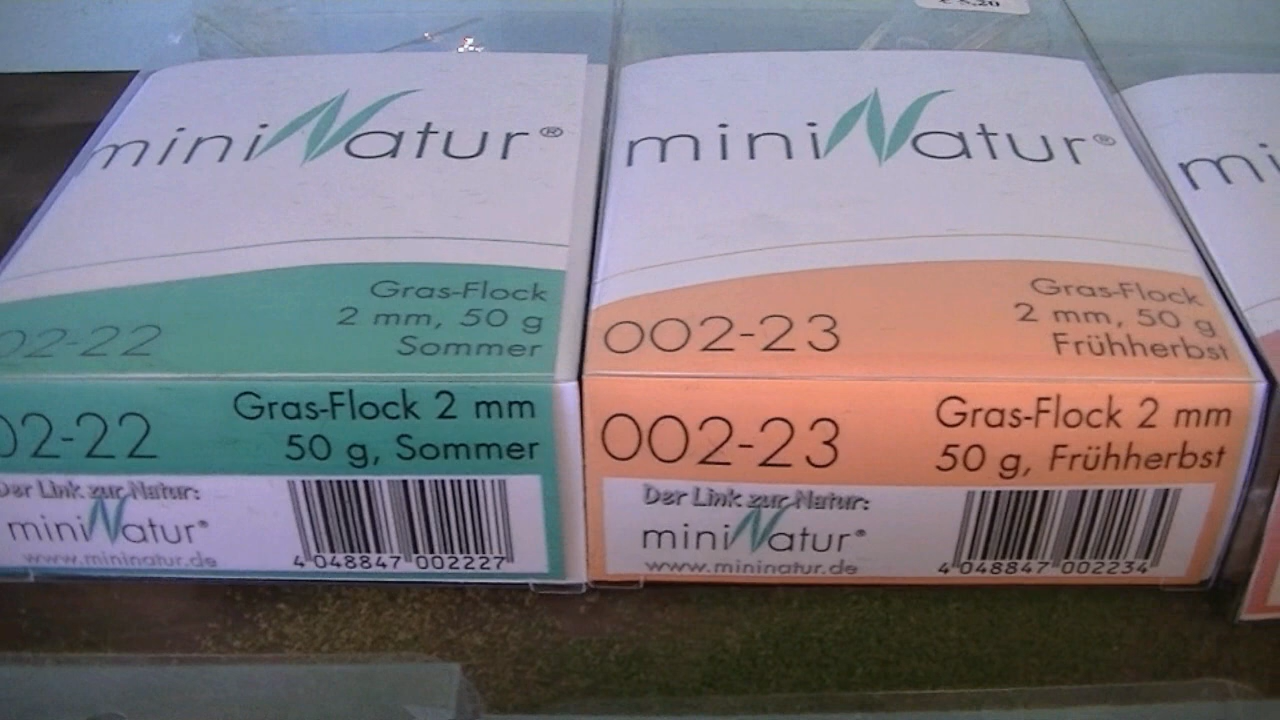 miniNatur®
Gras-Flock
2 mm, 50 g
Sommer
02-22
02-22
Gras-Flock 2 mm
50 g, Sommer
Der Link zur Natur:
miniNatur®
www.mininatur.de
4 048847 002227
miniNatur®
Gras-Flock
2 mm, 50 g
Frühherbst
002-23
002-23
Gras-Flock 2 mm
50 g, Frühherbst
Der Link zur Natur:
miniNatur®
www.mininatur.de
4 048847 002234
mi